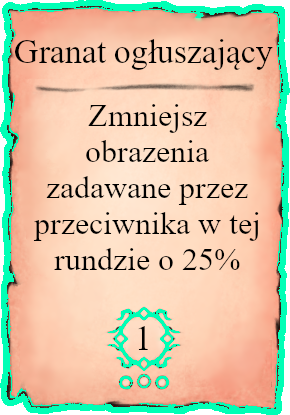 Granat ogłuszający
Zmniejsz
obrazenia
zadawane przez
przeciwnika w tej
rundzie o 25%
1